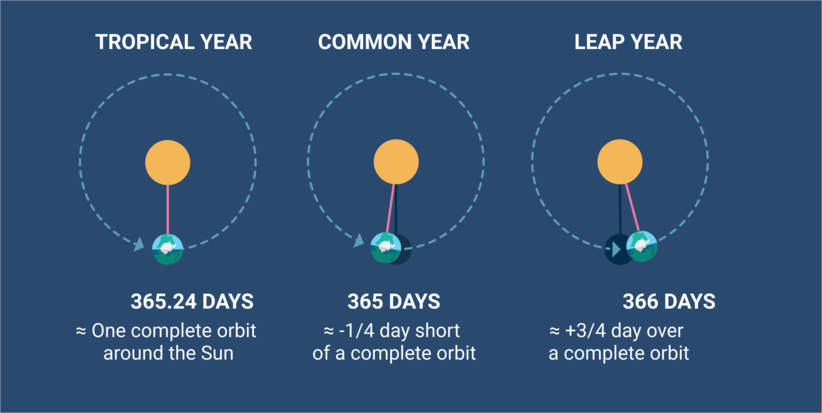 TROPICAL YEAR
COMMON YEAR
LEAP YEAR
365.24 DAYS
≈ One complete orbit
around the Sun
365 DAYS
≈ -1/4 day short
of a complete orbit
366 DAYS
≈ +3/4 day over
a complete orbit